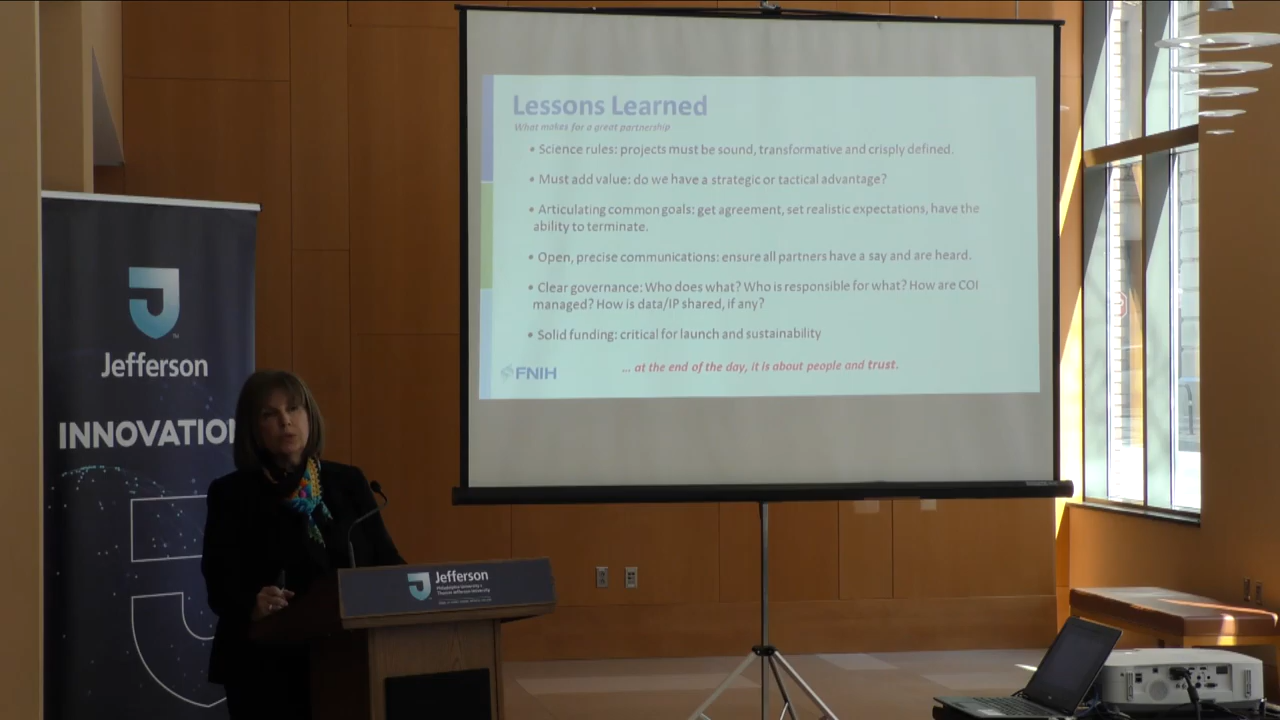 Lessons Learned
What makes for a great partnership
• Science rules: projects must be sound, transformative and crisply defined.
• Must add value: do we have a strategic or tactical advantage?
• Articulating common goals: get agreement, set realistic expectations, have the
ability to terminate.
• Open, precise communications: ensure all partners have a say and are heard.
• Clear governance: Who does what? Who is responsible for what? How are COI
managed? How is data/IP shared, if any?
• Solid funding: critical for launch and sustainability
FNIH
... at the end of the day, it is about people and trust.
J
Jefferson
INNOVATION
J
Jefferson
Philadelphia University +
Thomas Jefferson University